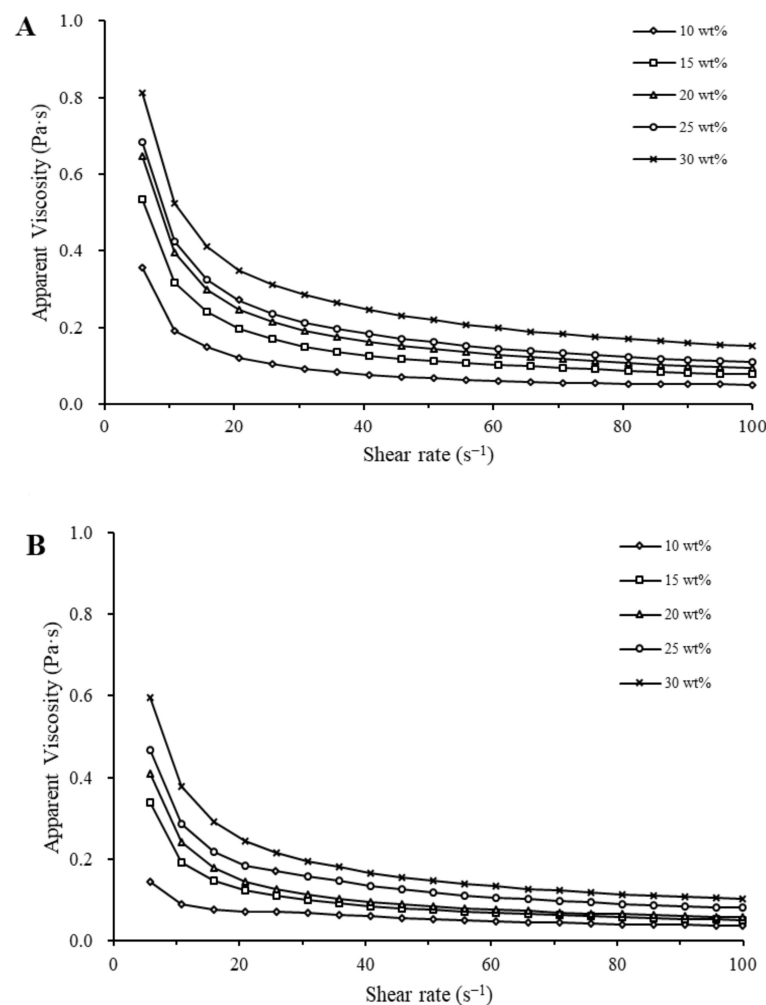 A
1.0
0.8
0.6
0.4
0.2
0.0
Apparent Viscosity (Pa·s)
10 wt%
15 wt%
20 wt%
25 wt%
30 wt%
0 20 40 60 80 100
Shear rate (s⁻¹)
B
1.0
0.8
0.6
0.4
0.2
0.0
Apparent Viscosity (Pa·s)
10 wt%
15 wt%
20 wt%
25 wt%
30 wt%
0 20 40 60 80 100
Shear rate (s⁻¹)